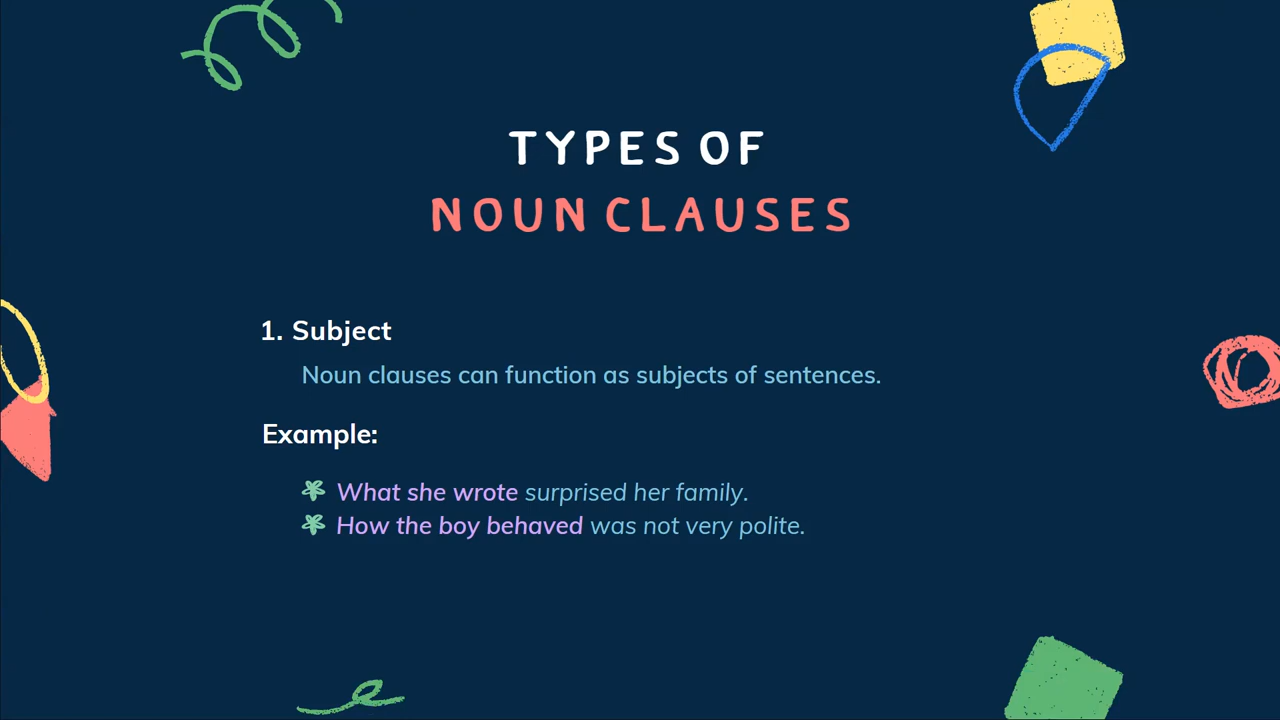 TYPES OF
NOUN CLAUSES
1. Subject
Noun clauses can function as subjects of sentences.
Example:
What she wrote surprised her family.
How the boy behaved was not very polite.